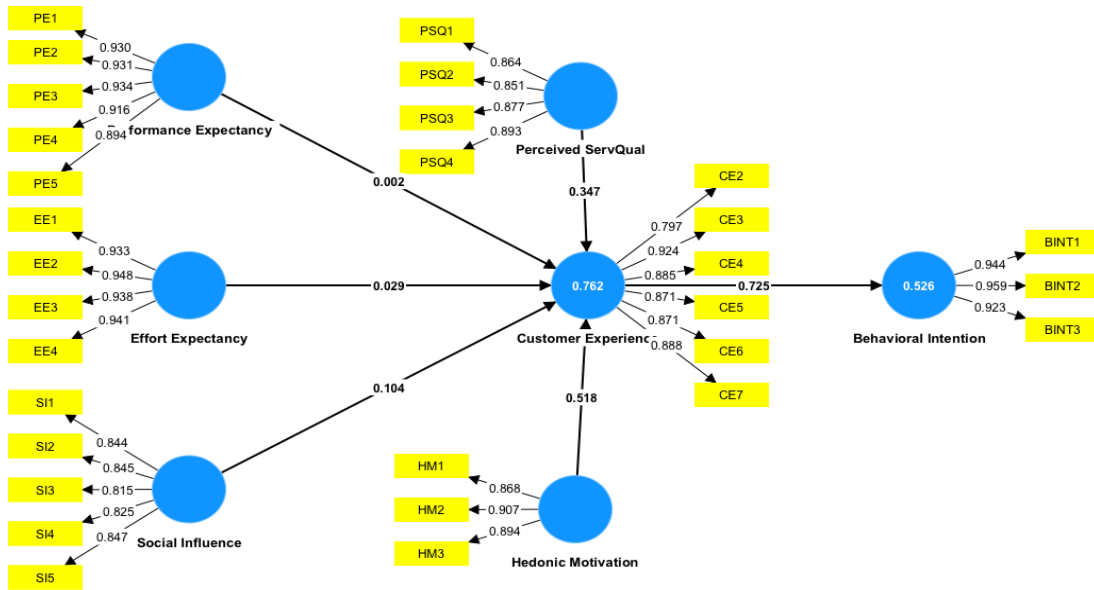 PE1
PE2
PE3
PE4
PE5
0.930
0.931
0.934
0.916
0.894
formance Expectancy
EE1
EE2
EE3
EE4
0.933
0.948
0.938
0.941
Effort Expectancy
SI1
SI2
SI3
SI4
SI5
0.844
0.845
0.815
0.825
0.847
Social Influence
PSQ1
PSQ2
PSQ3
PSQ4
0.864
0.851
0.877
0.893
Perceived ServQual
HM1
HM2
HM3
0.868
0.907
0.894
Hedonic Motivation
0.002
0.029
0.104
0.347
0.518
0.762
Customer Experienc
CE2
CE3
CE4
CE5
CE6
CE7
0.797
0.924
0.885
0.871
0.871
0.888
0.725
0.526
Behavioral Intention
BINT1
BINT2
BINT3
0.944
0.959
0.923